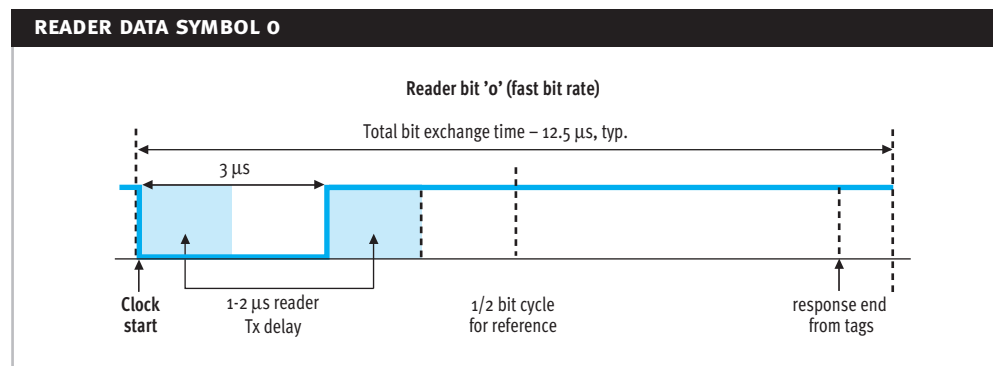 READER DATA SYMBOL 0
Reader bit '0' (fast bit rate)
Total bit exchange time – 12.5 µs, typ.
3 µs
Clock
start
1-2 µs reader
Tx delay
1/2 bit cycle
for reference
response end
from tags